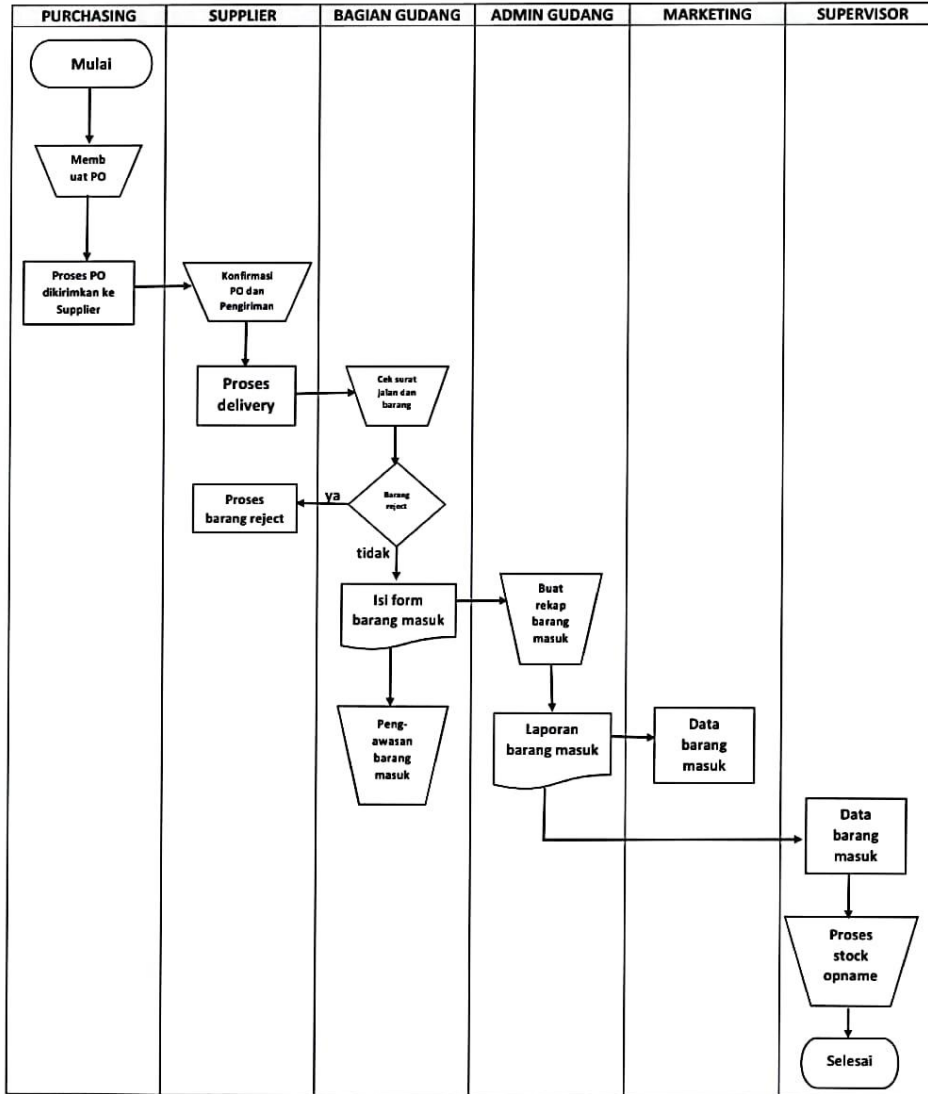 PURCHASING
SUPPLIER
BAGIAN GUDANG
ADMIN GUDANG
MARKETING
SUPERVISOR
Mulai
Memb
uat PO
Proses PO
dikirimkan ke
Supplier
Konfirmasi
PO dan
Pengiriman
Proses
delivery
Cek surat
jalan dan
barang
Barang
reject
ya
Proses
barang reject
tidak
Isi form
barang masuk
Buat
rekap
barang
masuk
Peng-
awasan
barang
masuk
Laporan
barang masuk
Data
barang
masuk
Data
barang
masuk
Proses
stock
opname
Selesai